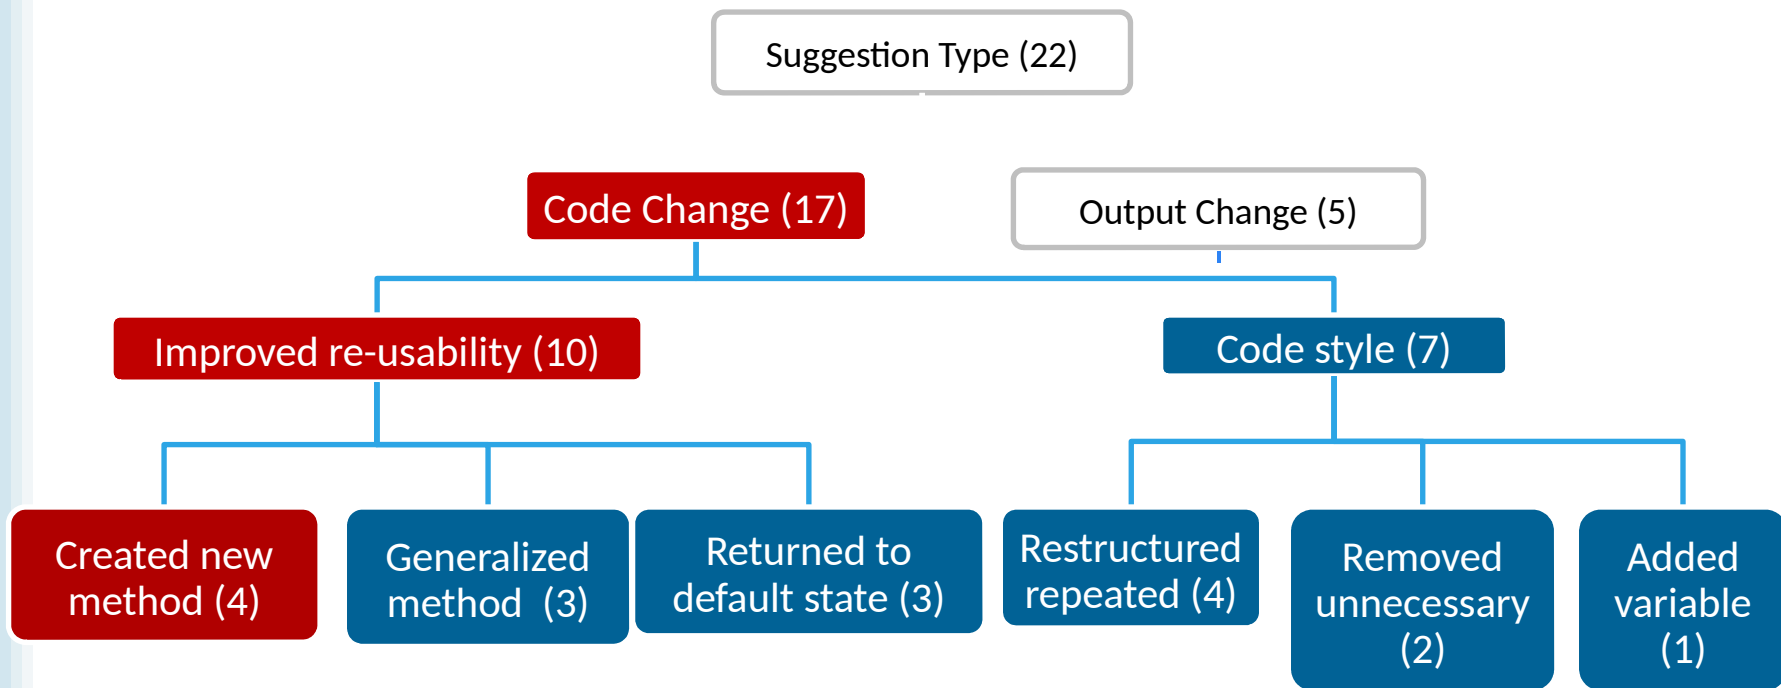 Suggestion Type (22)
Code Change (17)
Output Change (5)
Improved re-usability (10)
Code style (7)
Created new
method (4)
Generalized
method  (3)
Returned to
default state (3)
Restructured
repeated (4)
Removed
unnecessary
(2)
Added
variable
(1)